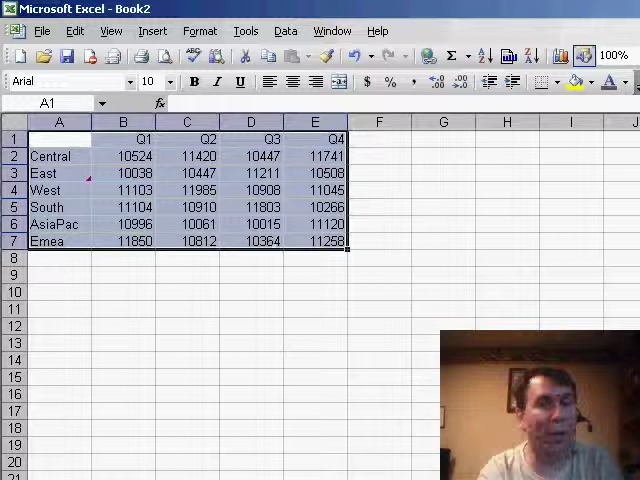 Microsoft Excel - Book2
File Edit View Insert Format Tools Data Window Help
100%
Arial 10 B I U $ % ,
A1 fx
A B C D E F G H I J
1 Q1 Q2 Q3 Q4
2 Central 10524 11420 10447 11741
3 East 10038 10447 11211 10508
4 West 11103 11985 10908 11045
5 South 11104 10910 11803 10266
6 AsiaPac 10996 10061 10015 11120
7 Emea 11850 10812 10364 11258
8
9
10
11
12
13
14
15
16
17
18
19
20
21